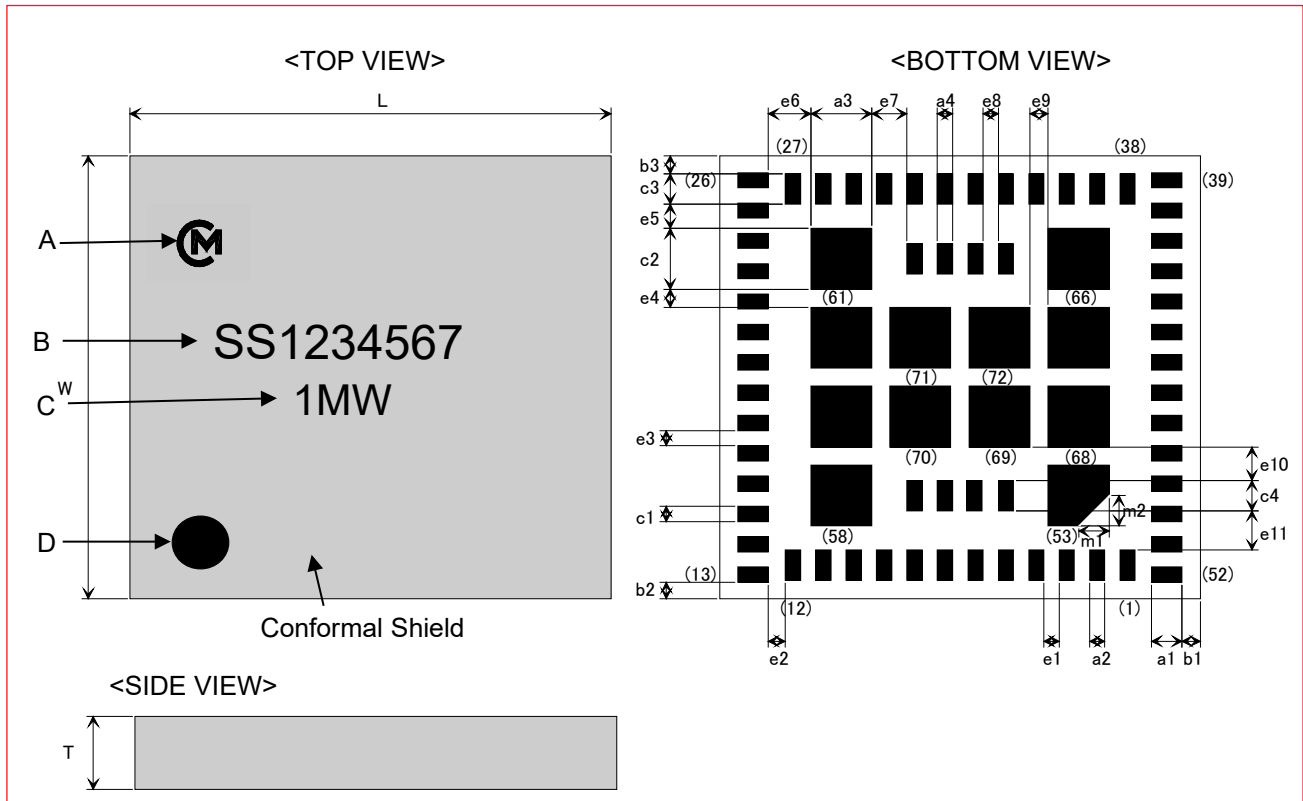 <TOP VIEW>
L
A
CM
B
SS1234567
W
C
1MW
D
Conformal Shield
<SIDE VIEW>
T
<BOTTOM VIEW>
e6 a3 e7 a4 e8 e9
(27) (38)
b3
(26) (39)
c3
e5
c2
e4
(61) (66)
(71) (72)
e3
(70) (69) (68)
e10
c4
m2
c1
e11
(58) (53) m1
(13) (52)
b2
(12) (1)
e2 e1 a2 a1 b1